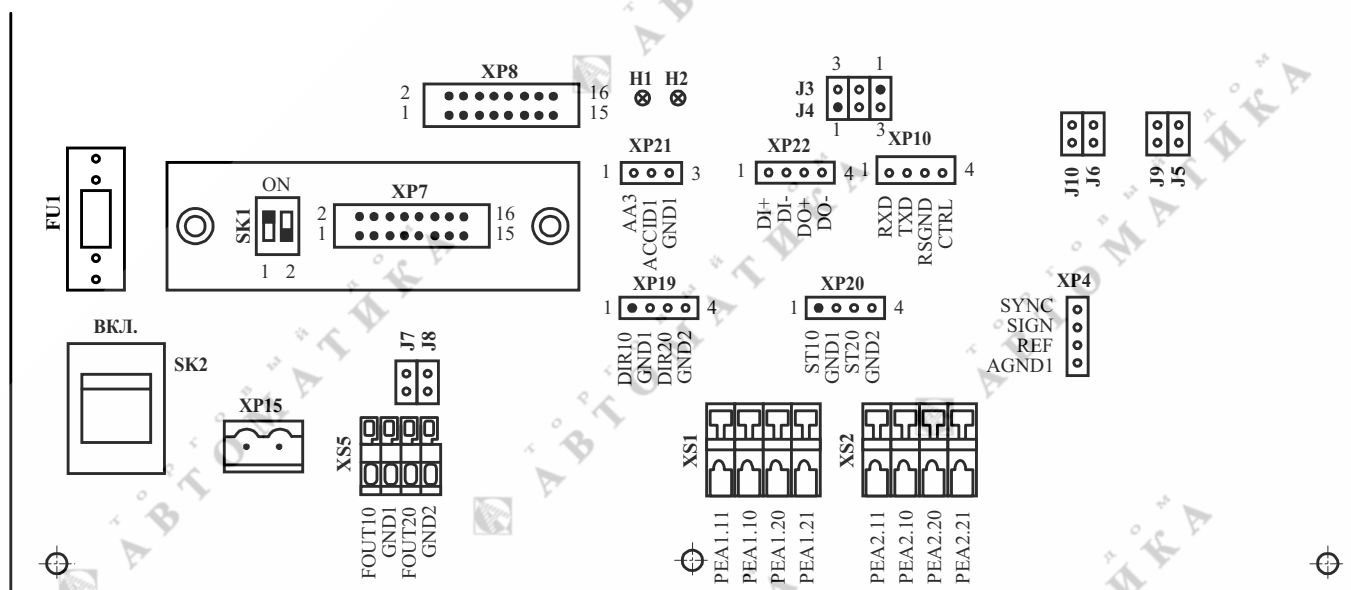 XP8
2
1
16
15
H1 H2
3 1
J3
J4
1 3
XP21
1
3
AA3
ACCID1
GND1
XP22
1
4
DI+
DI-
DO+
DO-
XP10
1
4
RXD
TXD
RSGND
CTRL
J10
J6
J9
J5
FU1
SK1
ON
1 2
XP7
2
1
16
15
XP19
1
4
DIR10
GND1
DIR20
GND2
XP20
1
4
ST10
GND1
ST20
GND2
XP4
SYNC
SIGN
REF
AGND1
ВКЛ.
SK2
XP15
J7
J8
XS5
FOUT10
GND1
FOUT20
GND2
XS1
PEA1.11
PEA1.10
PEA1.20
PEA1.21
XS2
PEA2.11
PEA2.10
PEA2.20
PEA2.21
торговый дом
АВТОМАТИКА